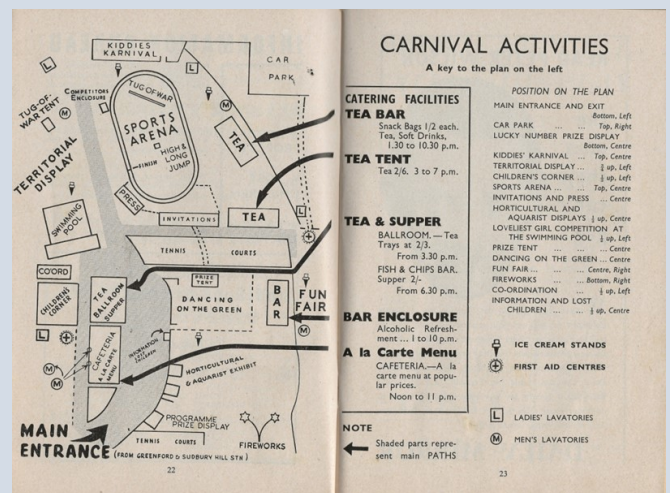 KIDDIES
KARNIVAL
CAR
PARK
L
L
M
TUG-OF-
WAR TENT
M
COMPETITORS
ENCLOSURE
TUG OF WAR
SPORTS
ARENA
HIGH &
LONG
JUMP
FINISH
TEA
TERRITORIAL
DISPLAY
PRESS
INVITATIONS
TEA
L
SWIMMING
POOL
TENNIS COURTS
CO'ORD
CHILDREN'S
CORNER
TEA
BALLROOM
SUPPER
PRIZE
TENT
DANCING
ON THE GREEN
BAR
FUN
FAIR
M
L
CAFETERIA
A LA CARTE
MENU
INFORMATION
LOST
CHILDREN
M
M
HORTICULTURAL
& AQUARIST EXHIBIT
PROGRAMME
PRIZE DISPLAY
MAIN
ENTRANCE
TENNIS COURTS
FIREWORKS
(FROM GREENFORD & SUDBURY HILL STN)
22
CARNIVAL ACTIVITIES
A key to the plan on the left
CATERING FACILITIES
TEA BAR
Snack Bags 1/2 each.
Tea, Soft Drinks,
1.30 to 10.30 p.m.
TEA TENT
Tea 2/6. 3 to 7 p.m.
TEA & SUPPER
BALLROOM. — Tea
Trays at 2/3.
From 3.30 p.m.
FISH & CHIPS BAR.
Supper 2/-
From 6.30 p.m.
BAR ENCLOSURE
Alcoholic Refresh-
ment ... 1 to 10 p.m.
A la Carte Menu
CAFETERIA.—A la
carte menu at popu-
lar prices.
Noon to 11 p.m.
NOTE
Shaded parts repre-
sent main PATHS
POSITION ON THE PLAN
MAIN ENTRANCE AND EXIT
Bottom, Left
CAR PARK ... ... Top, Right
LUCKY NUMBER PRIZE DISPLAY
Bottom, Centre
KIDDIES' KARNIVAL ... Top, Centre
TERRITORIAL DISPLAY ... ½ up, Left
CHILDREN'S CORNER ... up, Left
SPORTS ARENA ... Top, Centre
INVITATIONS AND PRESS ... Centre
HORTICULTURAL AND
AQUARIST DISPLAYS up, Centre
LOVELIEST GIRL COMPETITION AT
THE SWIMMING POOL ½ up, Left
PRIZE TENT ... ... Centre
DANCING ON THE GREEN ... Centre
FUN FAIR ... ... Centre, Right
FIREWORKS ... Bottom, Right
CO-ORDINATION ... up, Left
INFORMATION AND LOST
CHILDREN ... up, Centre
ICE CREAM STANDS
FIRST AID CENTRES
L LADIES' LAVATORIES
M MEN'S LAVATORIES
23